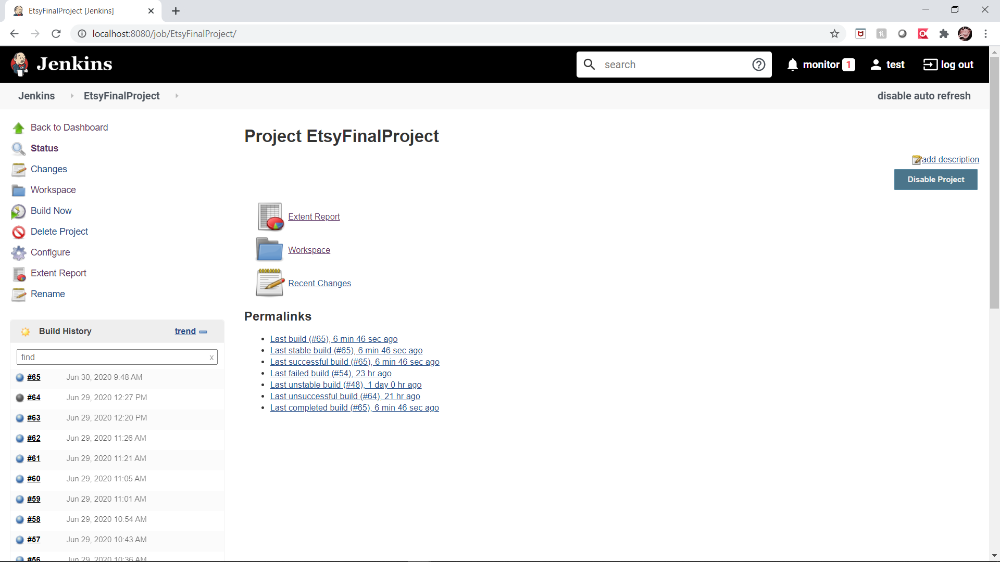 EtsyFinalProject [Jenkins]
localhost:8080/job/EtsyFinalProject/
Jenkins
search
monitor 1
test
log out
Jenkins
EtsyFinalProject
disable auto refresh
Back to Dashboard
Status
Changes
Workspace
Build Now
Delete Project
Configure
Extent Report
Rename
Build History
trend
find
x
#65 Jun 30, 2020 9:48 AM
#64 Jun 29, 2020 12:27 PM
#63 Jun 29, 2020 12:20 PM
#62 Jun 29, 2020 11:26 AM
#61 Jun 29, 2020 11:21 AM
#60 Jun 29, 2020 11:05 AM
#59 Jun 29, 2020 11:01 AM
#58 Jun 29, 2020 10:54 AM
#57 Jun 29, 2020 10:43 AM
#56 Jun 29, 2020 10:36 AM
Project EtsyFinalProject
add description
Disable Project
Extent Report
Workspace
Recent Changes
Permalinks
Last build (#65), 6 min 46 sec ago
Last stable build (#65), 6 min 46 sec ago
Last successful build (#65), 6 min 46 sec ago
Last failed build (#54), 23 hr ago
Last unstable build (#48), 1 day 0 hr ago
Last unsuccessful build (#64), 21 hr ago
Last completed build (#65), 6 min 46 sec ago